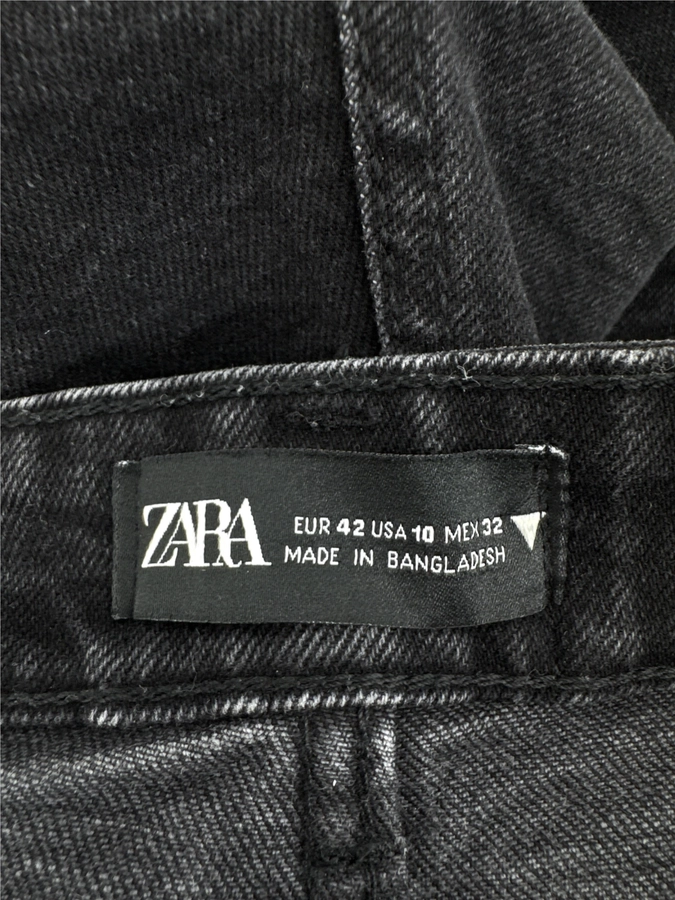 ZARA
EUR 42 USA 10 MEX 32
MADE IN BANGLADESH